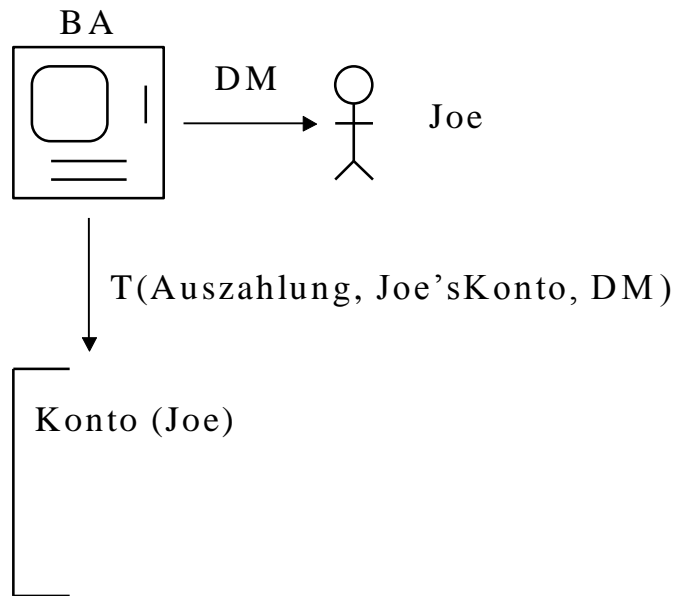 BA
DM
Joe
T(Auszahlung, Joe’sKonto, DM)
Konto (Joe)